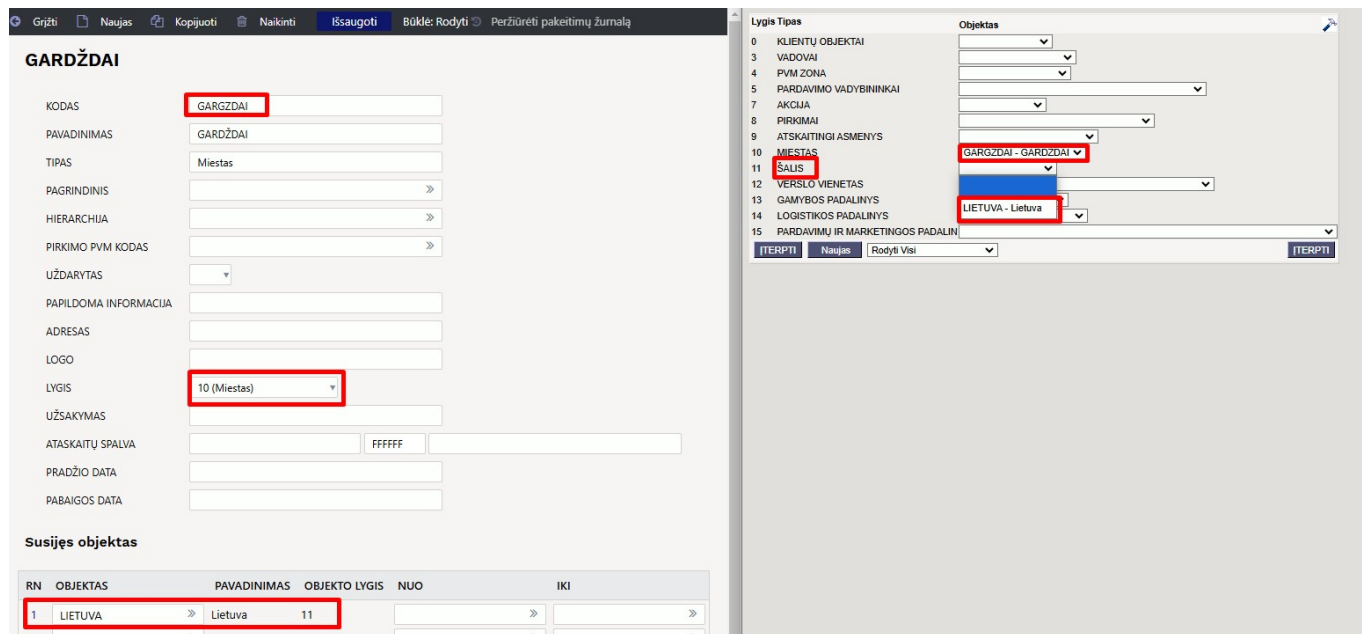 Grįžti Naujas Kopijuoti Naikinti Išsaugoti Būklė: Rodyti Peržiūrėti pakeitimų žurnalą
GARDŽDAI
KODAS GARGZDAI
PAVADINIMAS GARDŽDAI
TIPAS Miestas
PAGRINDINIS
HIERARCHIJA
PIRKIMO PVM KODAS
UŽDARYTAS
PAPILDOMA INFORMACIJA
ADRESAS
LOGO
LYGIS 10 (Miestas)
UŽSAKYMAS
ATASKAITŲ SPALVA FFFFFF
PRADŽIO DATA
PABAIGOS DATA
Susiję objektas
RN OBJEKTAS PAVADINIMAS OBJEKTO LYGIS NUO IKI
1 LIETUVA Lietuva 11
Lygis Tipas Objektas
0 KLIENTŲ OBJEKTAI
3 VADOVAI
4 PVM ZONA
5 PARDAVIMO VADYBININKAI
7 AKCIJA
8 PIRKIMAI
9 ATSKAITINGI ASMENYS
10 MIESTAS GARGZDAI - GARDŽDAI
11 ŠALIS
12 VERSLO VIENETAS
13 GAMYBOS PADALINYS
LIETUVA - Lietuva
14 LOGISTIKOS PADALINYS
15 PARDAVIMŲ IR MARKETINGOS PADALIN
ĮTERPTI Naujas Rodyti Visi ĮTERPTI